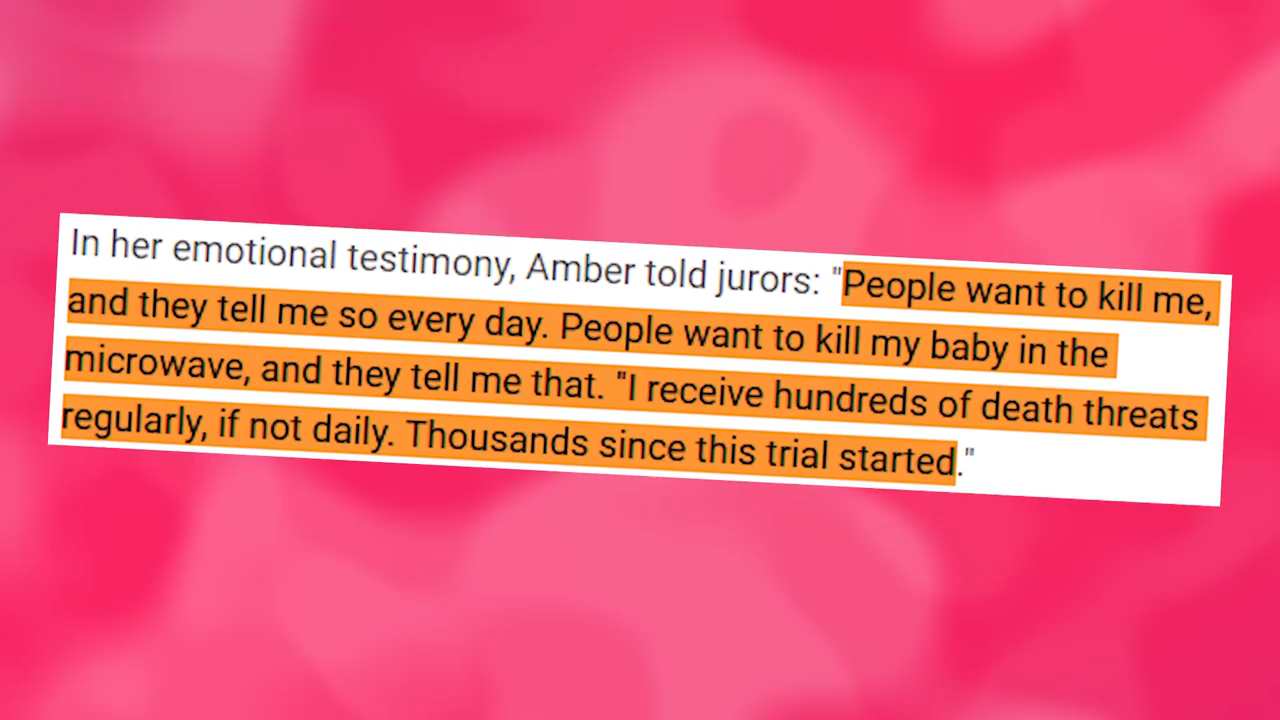 In her emotional testimony, Amber told jurors: "People want to kill me,
and they tell me so every day. People want to kill my baby in the
microwave, and they tell me that. "I receive hundreds of death threats
regularly, if not daily. Thousands since this trial started."